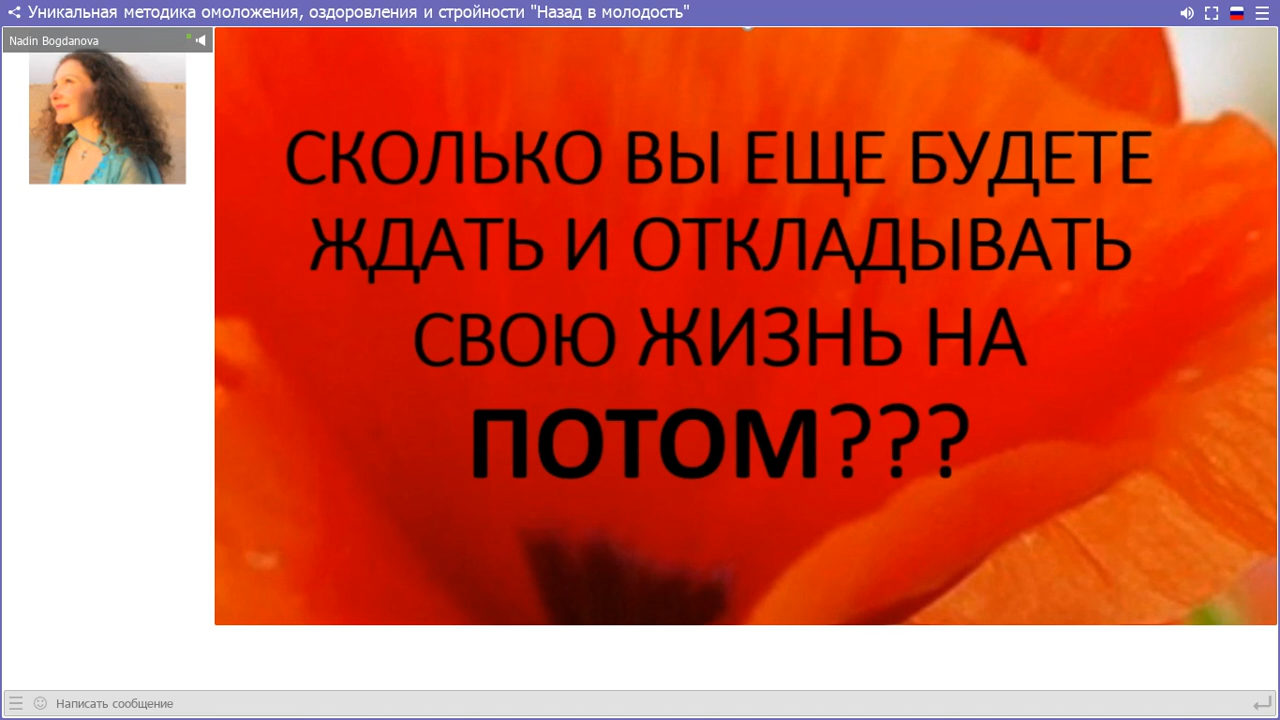 Уникальная методика омоложения, оздоровления и стройности "Назад в молодость"
Nadin Bogdanova
СКОЛЬКО ВЫ ЕЩЕ БУДЕТЕ
ЖДАТЬ И ОТКЛАДЫВАТЬ
СВОЮ ЖИЗНЬ НА
ПОТОМ???
Написать сообщение